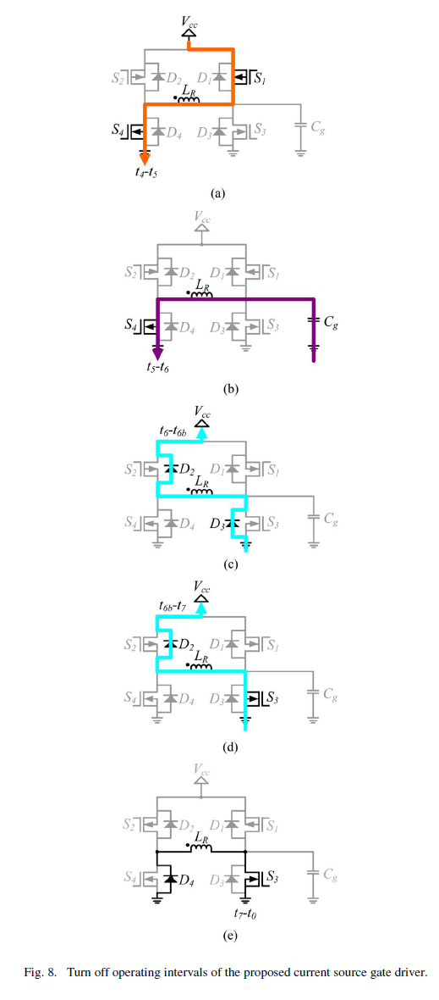 Vcc
S2 D2 D1 S1
LR
S4 D4 D3 S3 Cg
t4-t5
(a)
Vcc
S2 D2 D1 S1
LR
S4 D4 D3 S3 Cg
t5-t6
(b)
Vcc
t6-t6b
S2 D2 D1 S1
LR
S4 D4 D3 S3 Cg
(c)
Vcc
t6b-t7
S2 D2 D1 S1
LR
S4 D4 D3 S3 Cg
(d)
Vcc
S2 D2 D1 S1
LR
S4 D4 D3 S3 Cg
t7-t0
(e)
Fig. 8. Turn off operating intervals of the proposed current source gate driver.